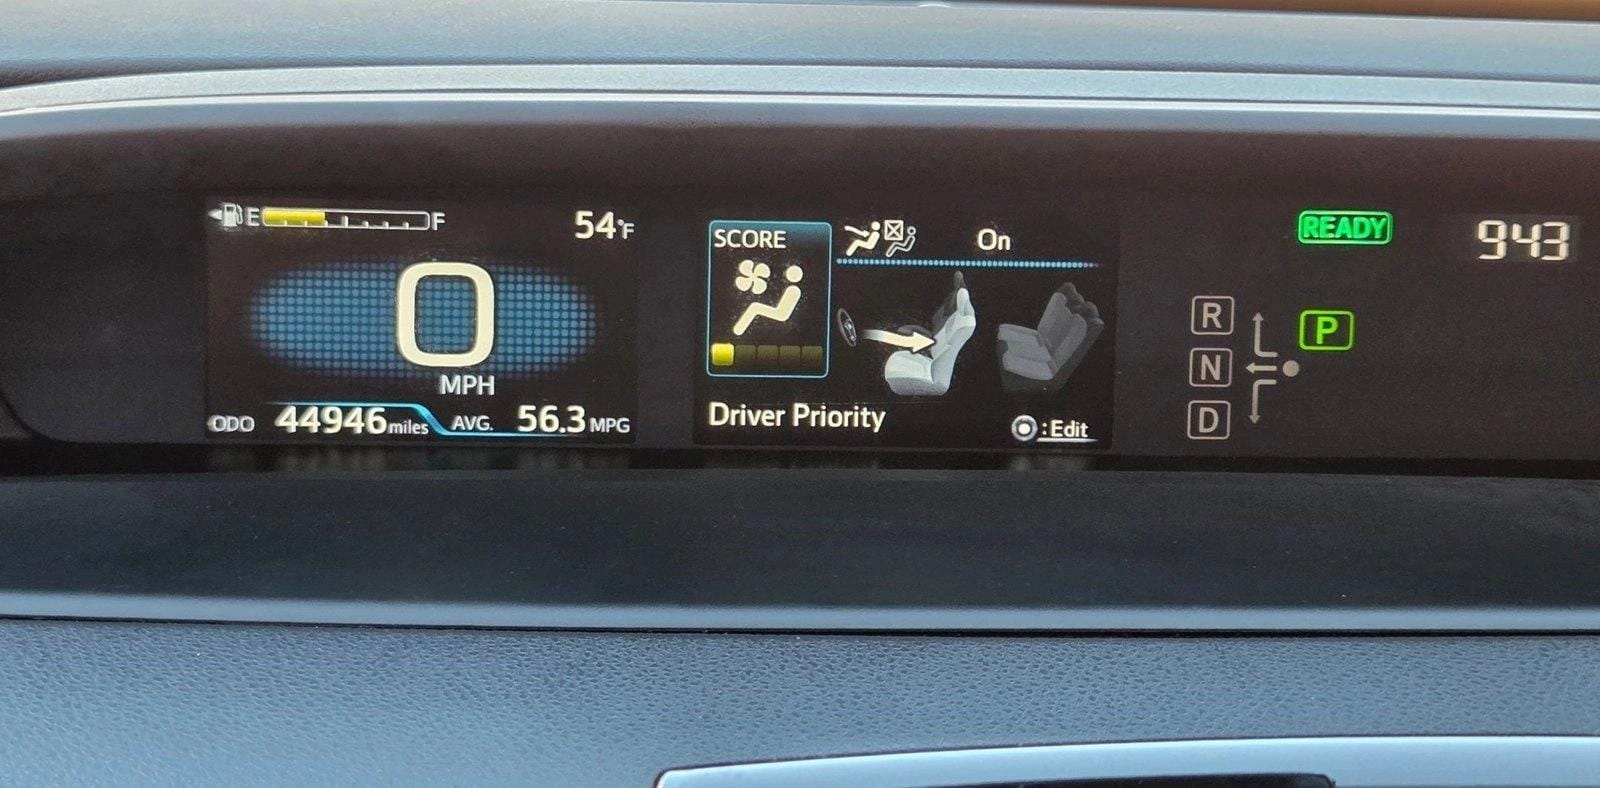 E F 54°F
0
MPH
ODO 44946 miles AVG. 56.3 MPG
SCORE
On
Driver Priority
:Edit
READY
943
R
P
N
D